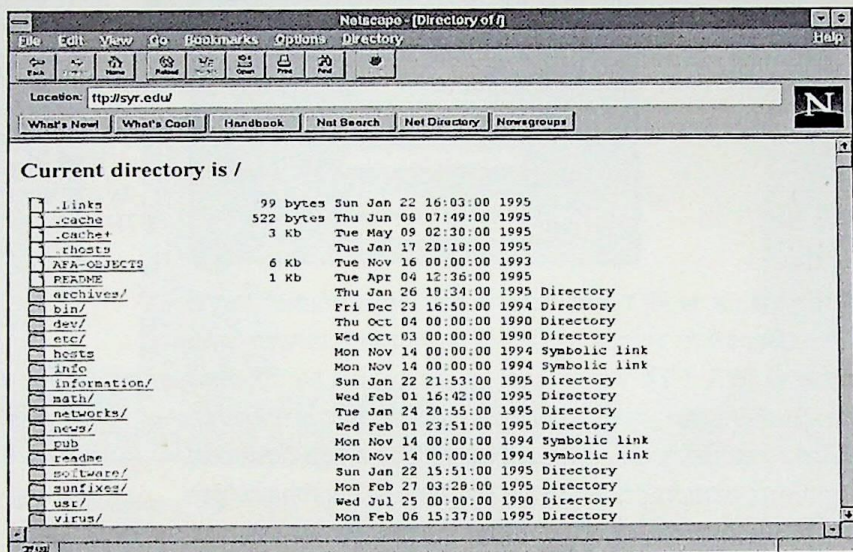 Netscape - [Directory of /]
File Edit View Go Bookmarks Options Directory Help
Back Home Reload Open Print Find
Location: ftp://syr.edu/
What's New! What's Cool! Handbook Net Search Net Directory Newsgroups
Current directory is /
.Links 99 bytes Sun Jan 22 16:03:00 1995
.cache 522 bytes Thu Jun 08 07:49:00 1995
.cache+ 3 Kb Tue May 09 02:30:00 1995
.rhosts Tue Jan 17 20:18:00 1995
AFA-OBJECTS 6 Kb Tue Nov 16 00:00:00 1993
README 1 Kb Tue Apr 04 12:36:00 1995
archives/ Thu Jan 26 10:34:00 1995 Directory
bin/ Fri Dec 23 16:50:00 1994 Directory
dev/ Thu Oct 04 00:00:00 1990 Directory
etc/ Wed Oct 03 00:00:00 1990 Directory
hosts Mon Nov 14 00:00:00 1994 Symbolic link
info Mon Nov 14 00:00:00 1994 Symbolic link
information/ Sun Jan 22 21:53:00 1995 Directory
math/ Wed Feb 01 16:42:00 1995 Directory
networks/ Tue Jan 24 20:55:00 1995 Directory
news/ Wed Feb 01 23:51:00 1995 Directory
pub Mon Nov 14 00:00:00 1994 Symbolic link
readme Mon Nov 14 00:00:00 1994 Symbolic link
software/ Sun Jan 22 15:51:00 1995 Directory
sunfixes/ Mon Feb 27 03:28:00 1995 Directory
usr/ Wed Jul 25 00:00:00 1990 Directory
virus/ Mon Feb 06 15:37:00 1995 Directory